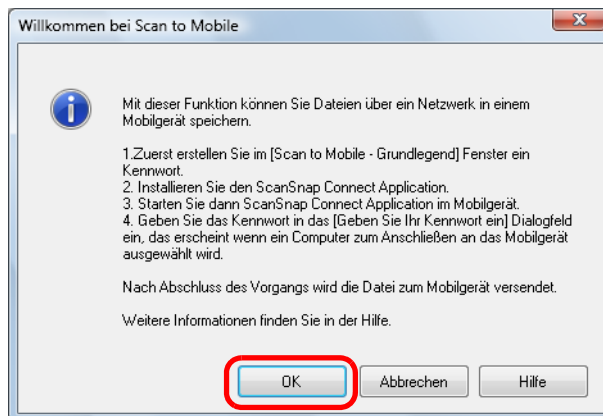 Willkommen bei Scan to Mobile
Mit dieser Funktion können Sie Dateien über ein Netzwerk in einem
Mobilgerät speichern.
1.Zuerst erstellen Sie im [Scan to Mobile - Grundlegend] Fenster ein
Kennwort.
2. Installieren Sie den ScanSnap Connect Application.
3. Starten Sie dann ScanSnap Connect Application im Mobilgerät.
4. Geben Sie das Kennwort in das [Geben Sie Ihr Kennwort ein] Dialogfeld
ein, das erscheint wenn ein Computer zum Anschließen an das Mobilgerät
ausgewählt wird.
Nach Abschluss des Vorgangs wird die Datei zum Mobilgerät versendet.
Weitere Informationen finden Sie in der Hilfe.
OK Abbrechen Hilfe